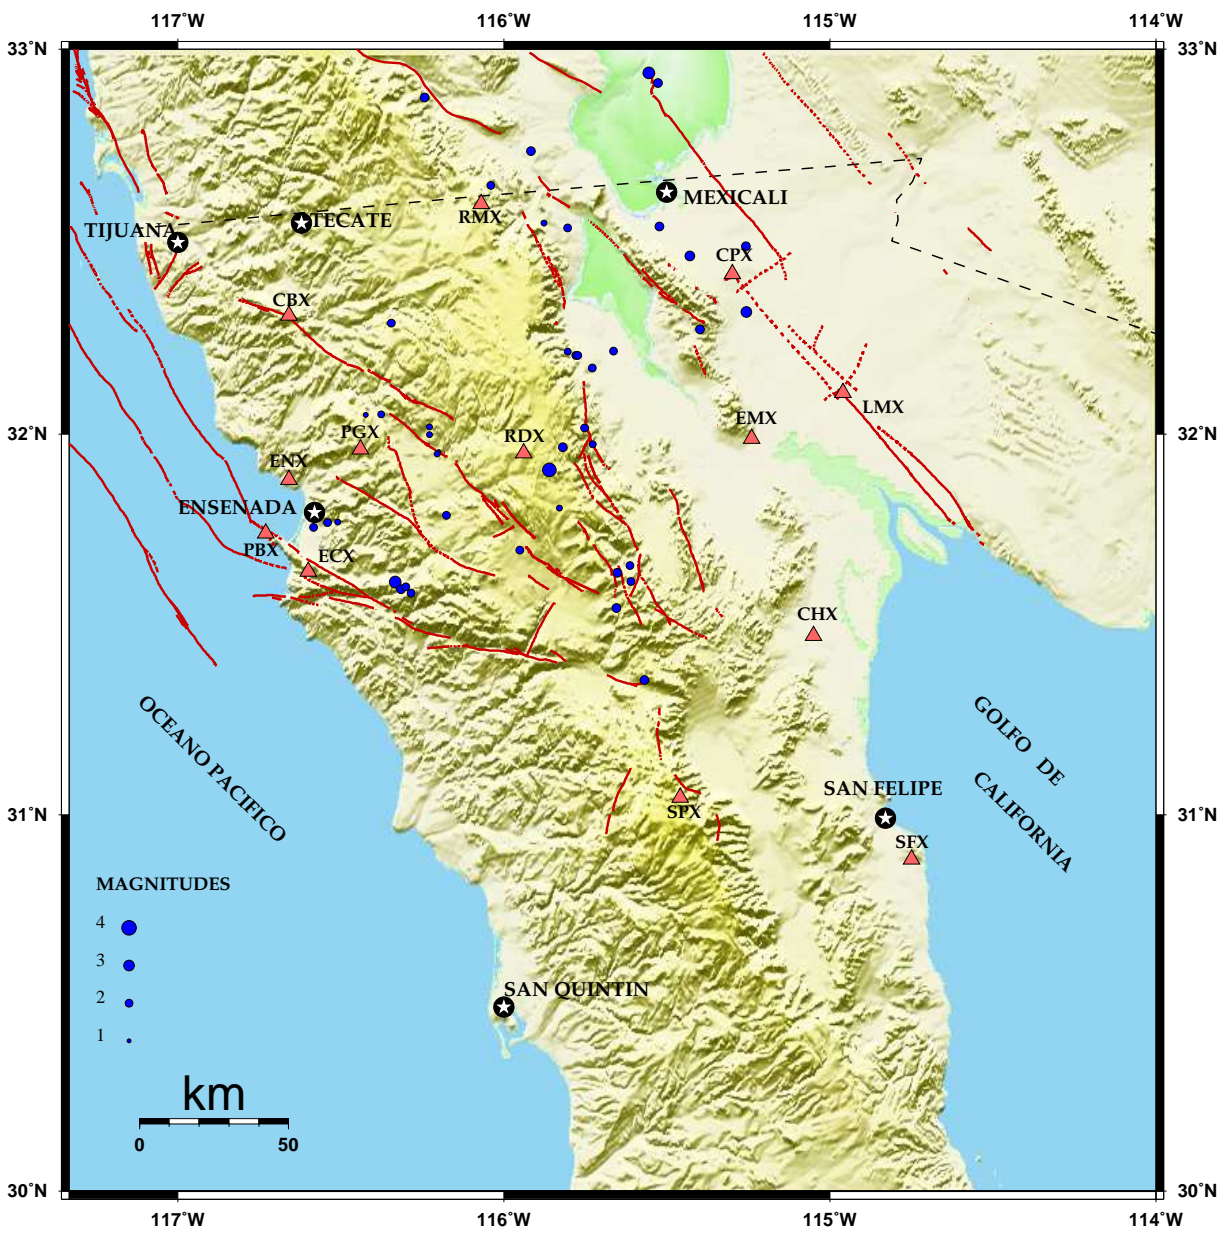 117°W 116°W 115°W 114°W
33°N 33°N
MEXICALI
RMX
TECATE
TIJUANA
CPX
CBX
LMX
EMX
PGX RDX
32°N 32°N
ENX
ENSENADA
PBX ECX
CHX
OCEANO PACIFICO
GOLFO DE
CALIFORNIA
SAN FELIPE
SPX
31°N 31°N
SFX
MAGNITUDES
4
3
2
1
SAN QUINTIN
km
0 50
30°N 30°N
117°W 116°W 115°W 114°W